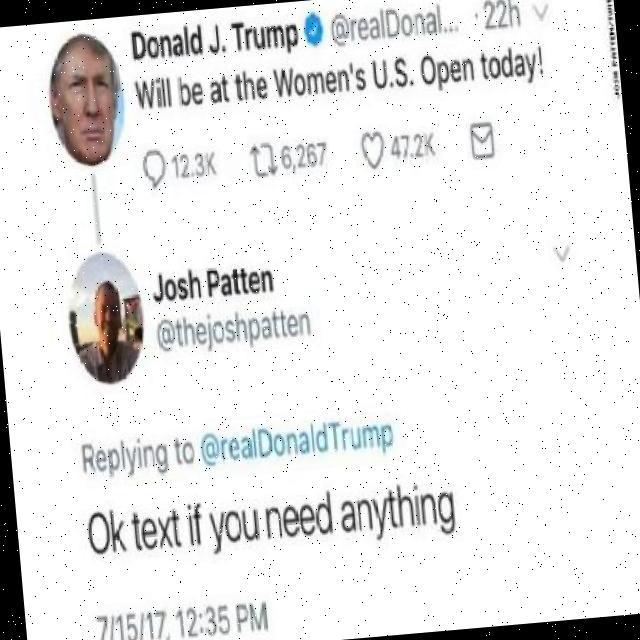 Donald J. Trump @realDonal... · 22h
Will be at the Women's U.S. Open today!
12.3K 6,267 47.2K
Josh Patten
@thejoshpatten
Replying to @realDonaldTrump
Ok text if you need anything
7/15/17, 12:35 PM